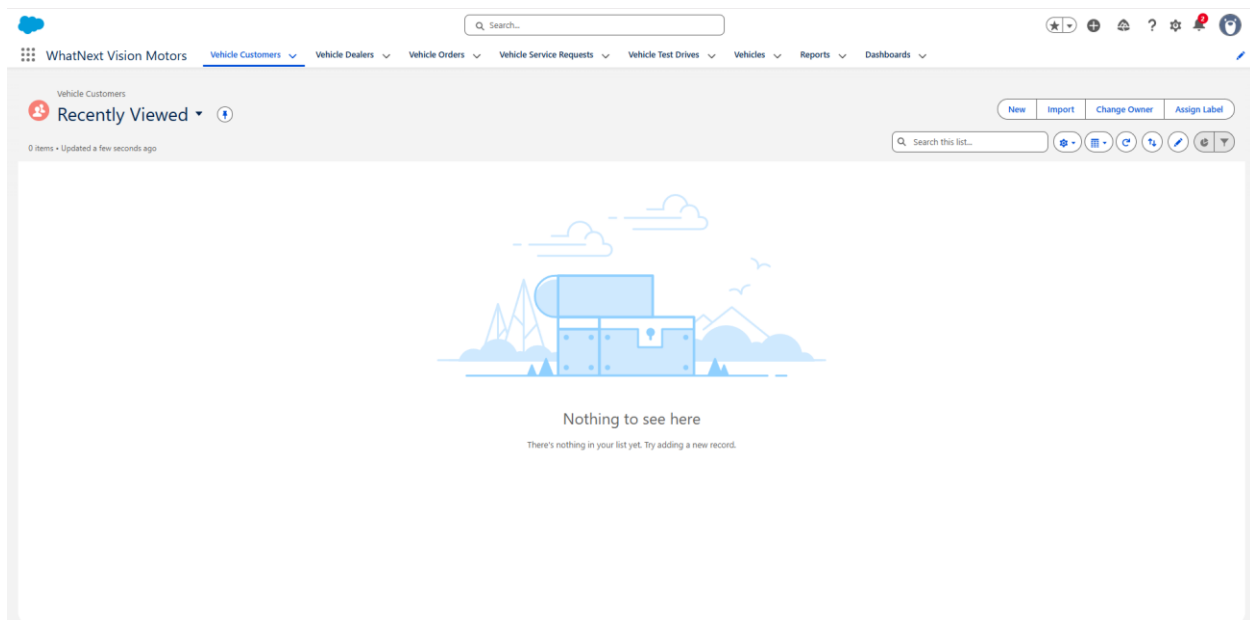 Search...
2
WhatNext Vision Motors Vehicle Customers Vehicle Dealers Vehicle Orders Vehicle Service Requests Vehicle Test Drives Vehicles Reports Dashboards
Vehicle Customers
Recently Viewed
New Import Change Owner Assign Label
0 items • Updated a few seconds ago
Search this list...
Nothing to see here
There's nothing in your list yet. Try adding a new record.